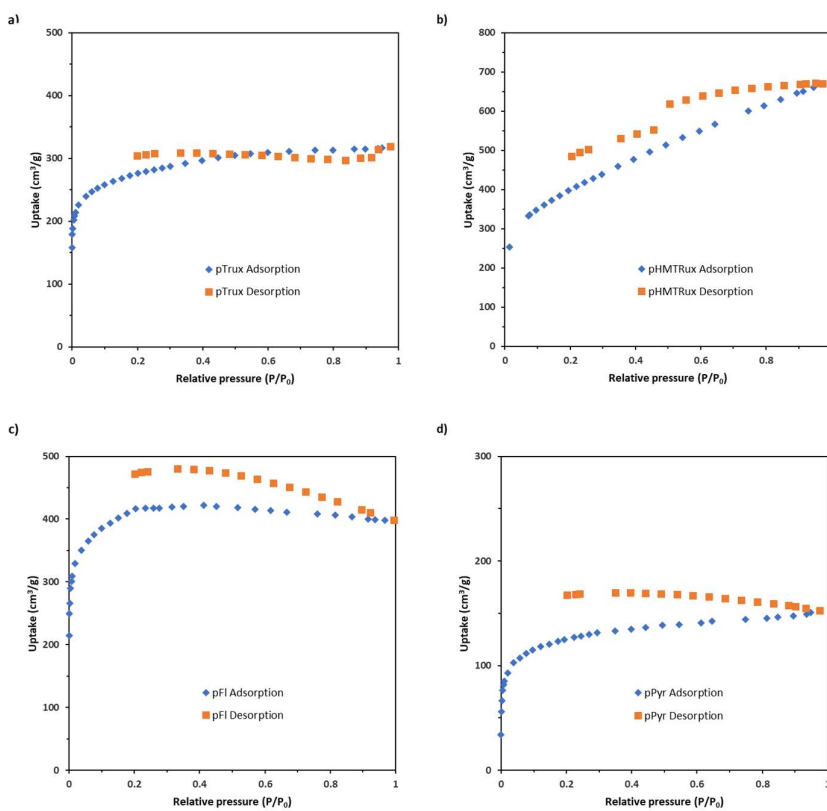 a)
500
400
300
200
100
0
Uptake (cm³/g)
pTrux Adsorption
pTrux Desorption
0 0.2 0.4 0.6 0.8 1
Relative pressure (P/P₀)
b)
800
700
600
500
400
300
200
100
0
Uptake (cm³/g)
pHMTRux Adsorption
pHMTRux Desorption
0 0.2 0.4 0.6 0.8
Relative pressure (P/P₀)
c)
500
400
300
200
100
0
Uptake (cm³/g)
pFl Adsorption
pFl Desorption
0 0.2 0.4 0.6 0.8 1
Relative pressure (P/P₀)
d)
300
200
100
0
Uptake (cm³/g)
pPyr Adsorption
pPyr Desorption
0 0.2 0.4 0.6 0.8 1
Relative pressure (P/P₀)